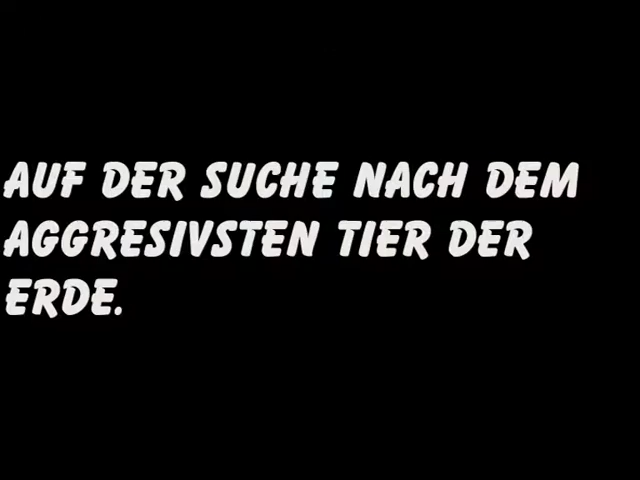 AUF DER SUCHE NACH DEM
AGGRESIVSTEN TIER DER
ERDE.